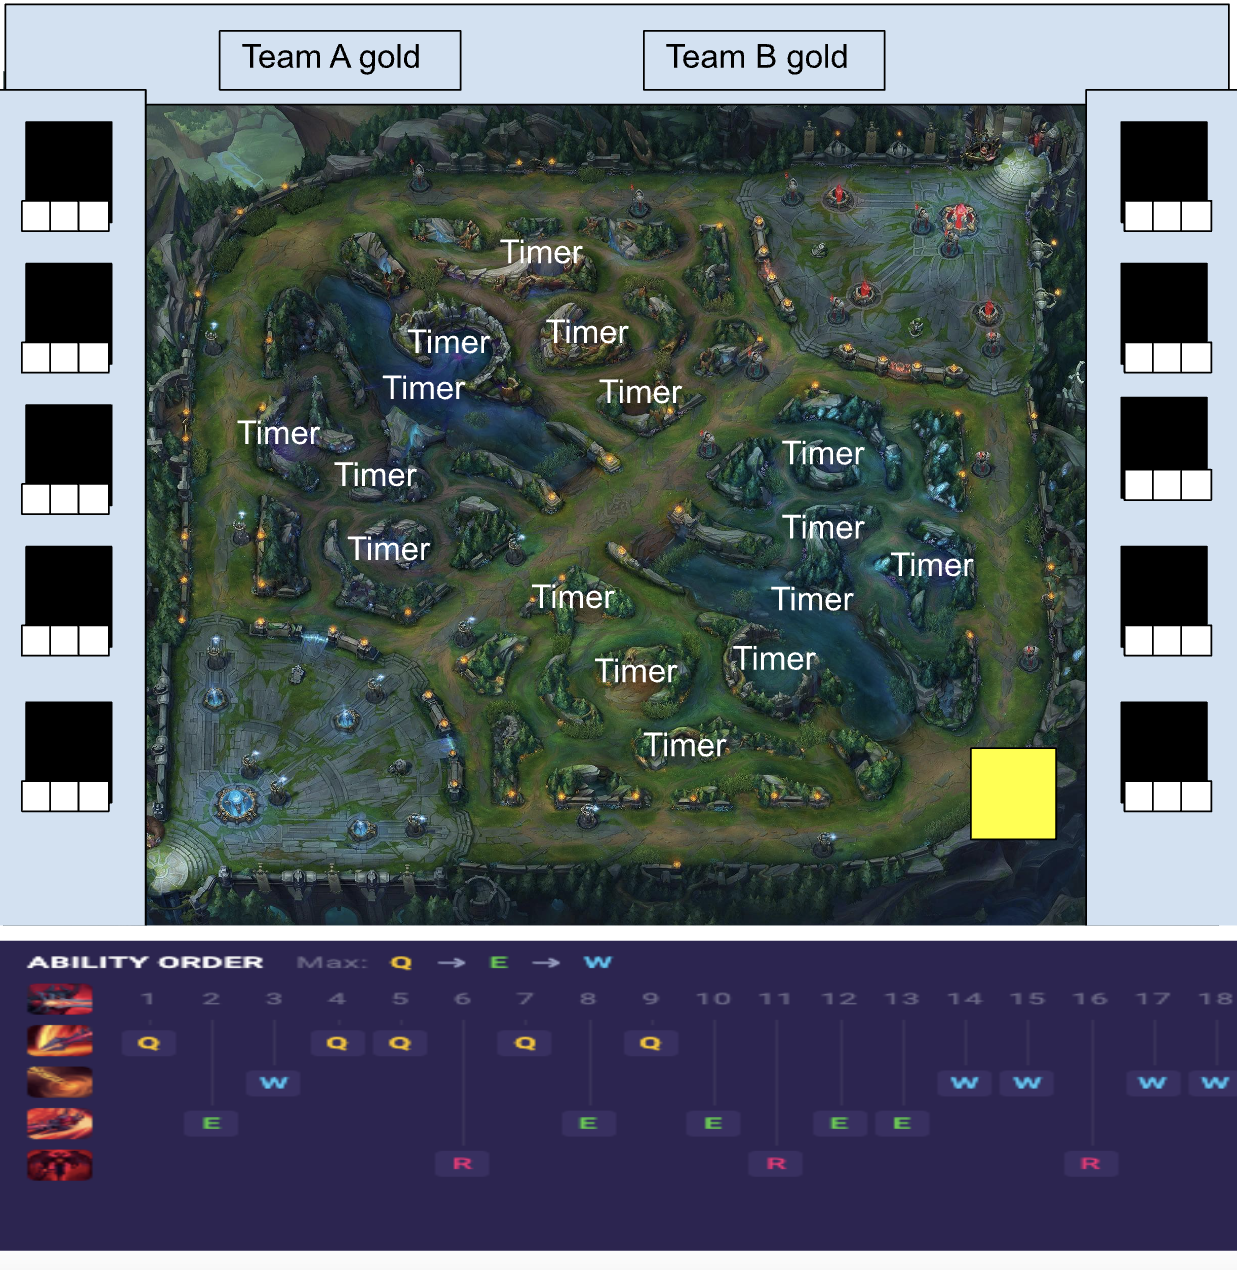 Team A gold Team B gold
Timer
Timer Timer
Timer Timer
Timer Timer
Timer
Timer Timer
Timer Timer
Timer Timer
Timer Timer
Timer
ABILITY ORDER Max: Q → E → W
1 2 3 4 5 6 7 8 9 10 11 12 13 14 15 16 17 18
Q Q Q Q Q
W W W W W
E E E E E
R R R